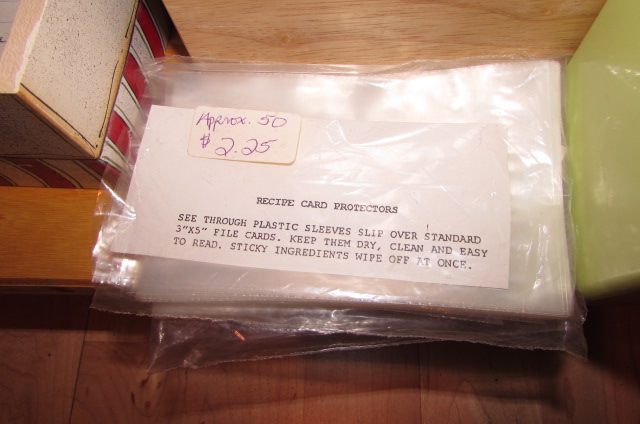 Approx. 50
$ 2.25
RECIPE CARD PROTECTORS
SEE THROUGH PLASTIC SLEEVES SLIP OVER STANDARD
3"X5" FILE CARDS. KEEP THEM DRY, CLEAN AND EASY
TO READ. STICKY INGREDIENTS WIPE OFF AT ONCE.